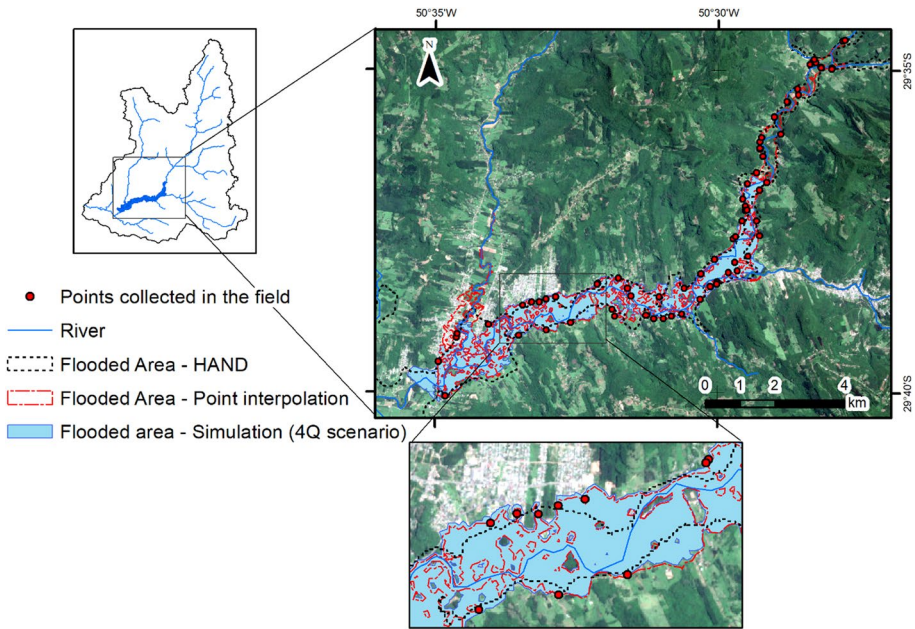 50°35'W
50°30'W
N
29°35'S
Points collected in the field
River
Flooded Area - HAND
Flooded Area - Point interpolation
Flooded area - Simulation (4Q scenario)
0 1 2 4
km
29°40'S